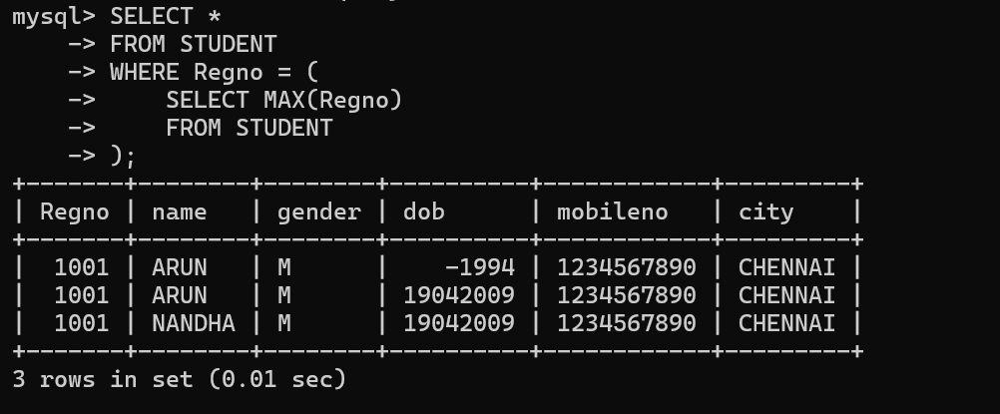 mysql> SELECT *
    -> FROM STUDENT
    -> WHERE Regno = (
    ->     SELECT MAX(Regno)
    ->     FROM STUDENT
    -> );
+-------+--------+--------+----------+------------+---------+
| Regno | name   | gender | dob      | mobileno   | city    |
+-------+--------+--------+----------+------------+---------+
|  1001 | ARUN   | M      |    -1994 | 1234567890 | CHENNAI |
|  1001 | ARUN   | M      | 19042009 | 1234567890 | CHENNAI |
|  1001 | NANDHA | M      | 19042009 | 1234567890 | CHENNAI |
+-------+--------+--------+----------+------------+---------+
3 rows in set (0.01 sec)